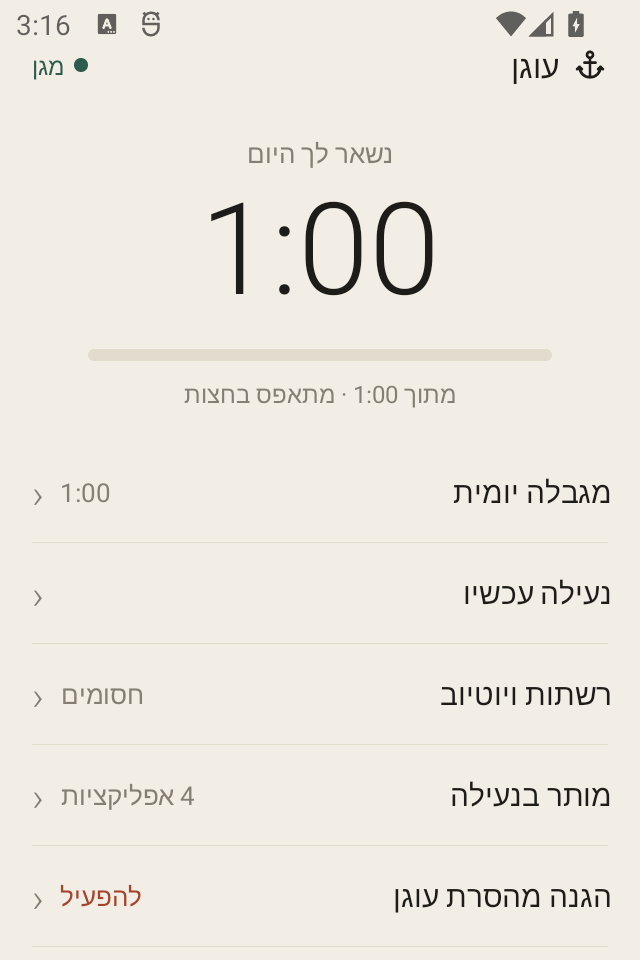 3:16
עוגן
מגן
נשאר לך היום
1:00
מתוך 1:00 · מתאפס בחצות
מגבלה יומית
1:00
נעילה עכשיו
רשתות ויוטיוב
חסומים
מותר בנעילה
4 אפליקציות
הגנה מהסרת עוגן
להפעיל